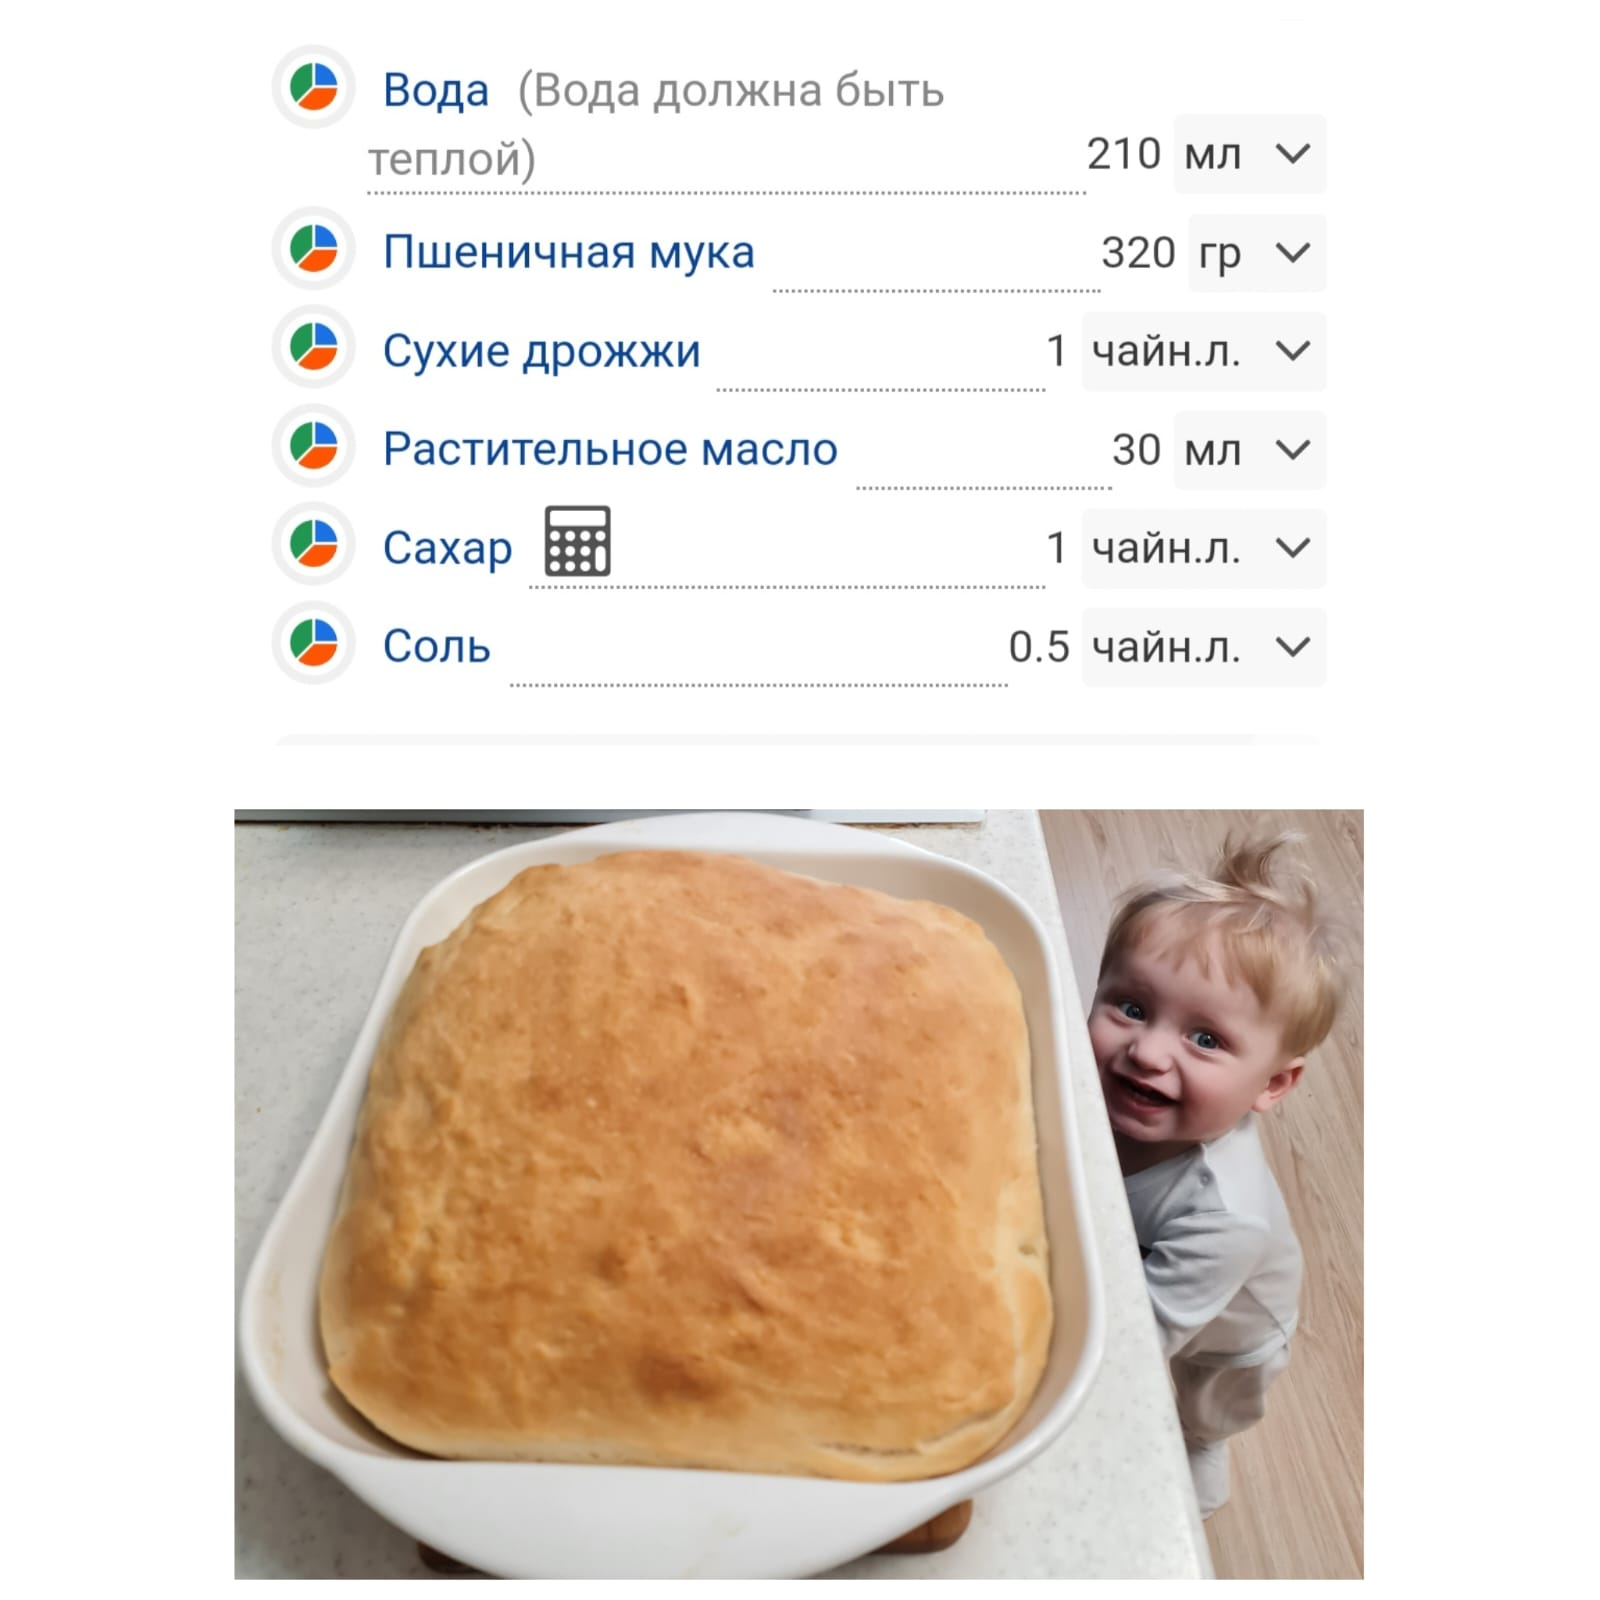 Вода (Вода должна быть
теплой) 210 мл
Пшеничная мука 320 гр
Сухие дрожжи 1 чайн.л.
Растительное масло 30 мл
Сахар 1 чайн.л.
Соль 0.5 чайн.л.